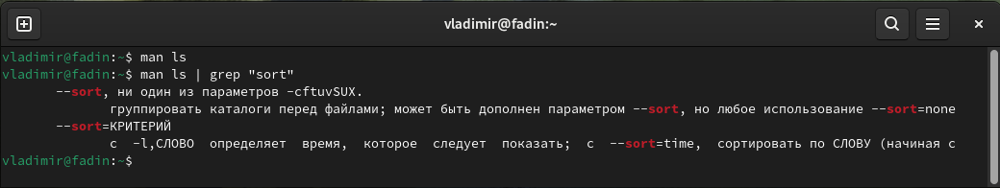 vladimir@fadin:~
vladimir@fadin:~$ man ls
vladimir@fadin:~$ man ls | grep "sort"
--sort, ни один из параметров -cftuvSUX.
группировать каталоги перед файлами; может быть дополнен параметром --sort, но любое использование --sort=none
--sort=КРИТЕРИЙ
с -l,СЛОВО определяет время, которое следует показать; с --sort=time, сортировать по СЛОВУ (начиная с
vladimir@fadin:~$